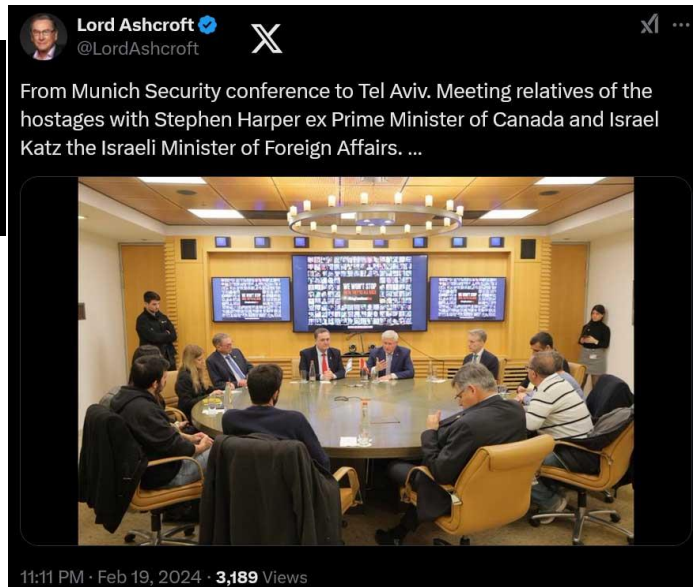 Lord Ashcroft
@LordAshcroft
From Munich Security conference to Tel Aviv. Meeting relatives of the
hostages with Stephen Harper ex Prime Minister of Canada and Israel
Katz the Israeli Minister of Foreign Affairs. ...
WE WON'T STOP
11:11 PM · Feb 19, 2024 · 3,189 Views